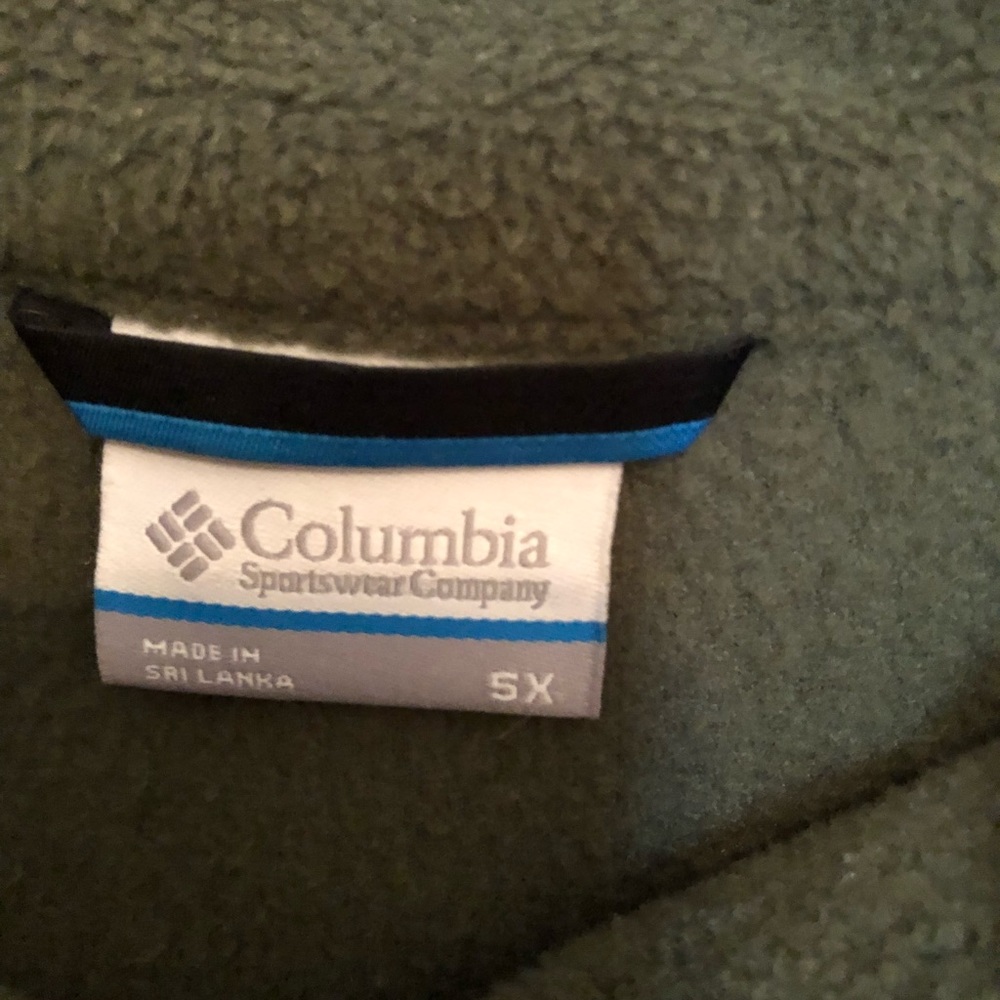 Columbia
Sportswear Company
MADE IN
SRI LANKA
5X